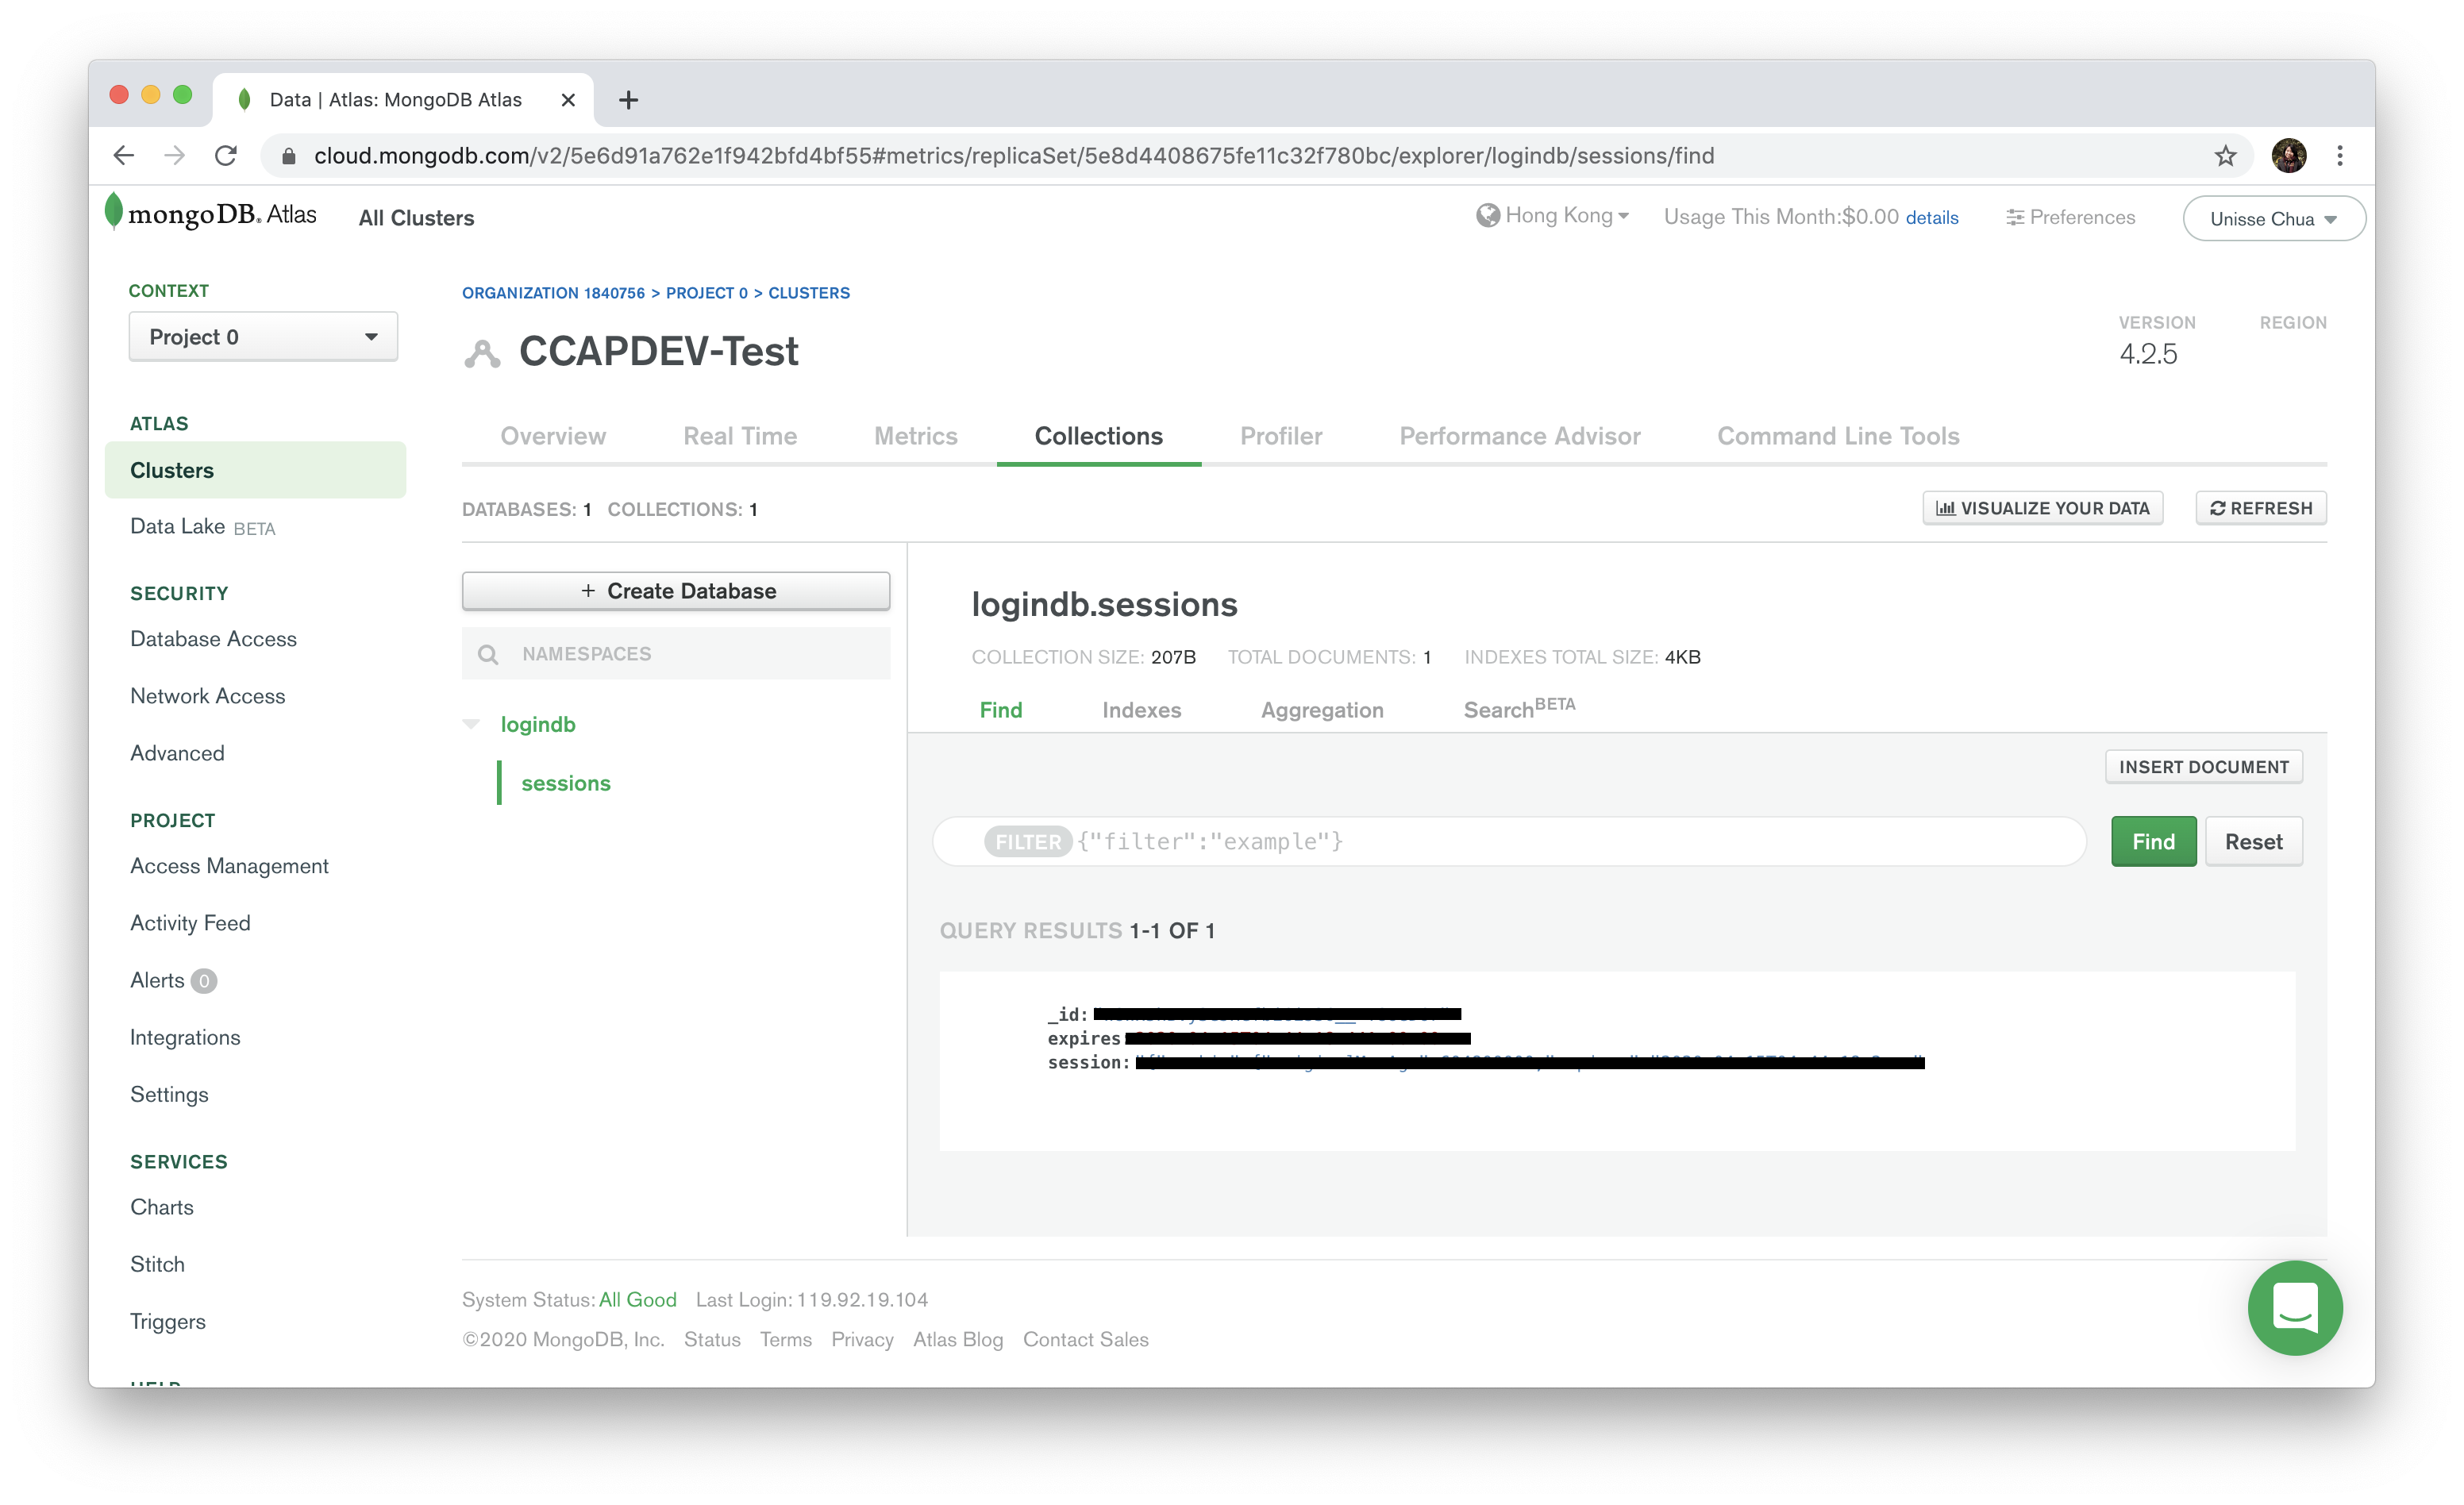 Data | Atlas: MongoDB Atlas
cloud.mongodb.com/v2/5e6d91a762e1f942bfd4bf55#metrics/replicaSet/5e8d4408675fe11c32f780bc/explorer/logindb/sessions/find
mongoDB. Atlas All Clusters Hong Kong Usage This Month:$0.00 details Preferences Unisse Chua
CONTEXT
Project 0
ATLAS
Clusters
Data Lake BETA
SECURITY
Database Access
Network Access
Advanced
PROJECT
Access Management
Activity Feed
Alerts 0
Integrations
Settings
SERVICES
Charts
Stitch
Triggers
ORGANIZATION 1840756 > PROJECT 0 > CLUSTERS
CCAPDEV-Test
VERSION
4.2.5
REGION
Overview Real Time Metrics Collections Profiler Performance Advisor Command Line Tools
DATABASES: 1 COLLECTIONS: 1
VISUALIZE YOUR DATA REFRESH
+ Create Database
NAMESPACES
logindb
sessions
logindb.sessions
COLLECTION SIZE: 207B TOTAL DOCUMENTS: 1 INDEXES TOTAL SIZE: 4KB
Find Indexes Aggregation Search BETA
INSERT DOCUMENT
FILTER {"filter":"example"} Find Reset
QUERY RESULTS 1-1 OF 1
_id:
expires
session:
System Status: All Good Last Login: 119.92.19.104
©2020 MongoDB, Inc. Status Terms Privacy Atlas Blog Contact Sales